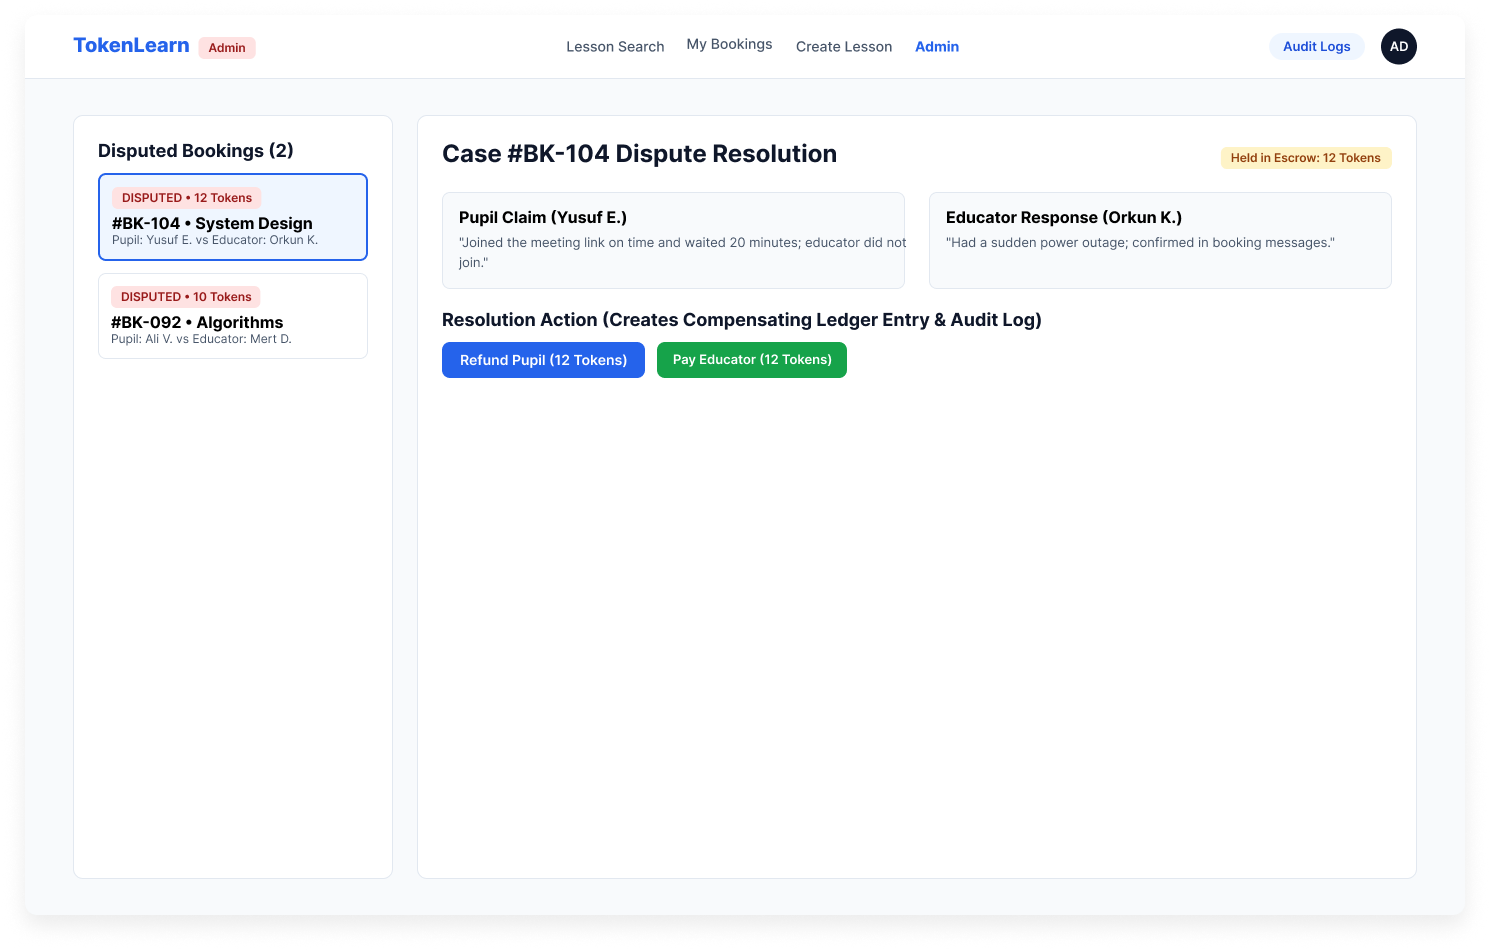 TokenLearn Admin Lesson Search My Bookings Create Lesson Admin Audit Logs AD
Disputed Bookings (2)
DISPUTED • 12 Tokens
#BK-104 • System Design
Pupil: Yusuf E. vs Educator: Orkun K.
DISPUTED • 10 Tokens
#BK-092 • Algorithms
Pupil: Ali V. vs Educator: Mert D.
Case #BK-104 Dispute Resolution
Held in Escrow: 12 Tokens
Pupil Claim (Yusuf E.)
"Joined the meeting link on time and waited 20 minutes; educator did not
join."
Educator Response (Orkun K.)
"Had a sudden power outage; confirmed in booking messages."
Resolution Action (Creates Compensating Ledger Entry & Audit Log)
Refund Pupil (12 Tokens) Pay Educator (12 Tokens)